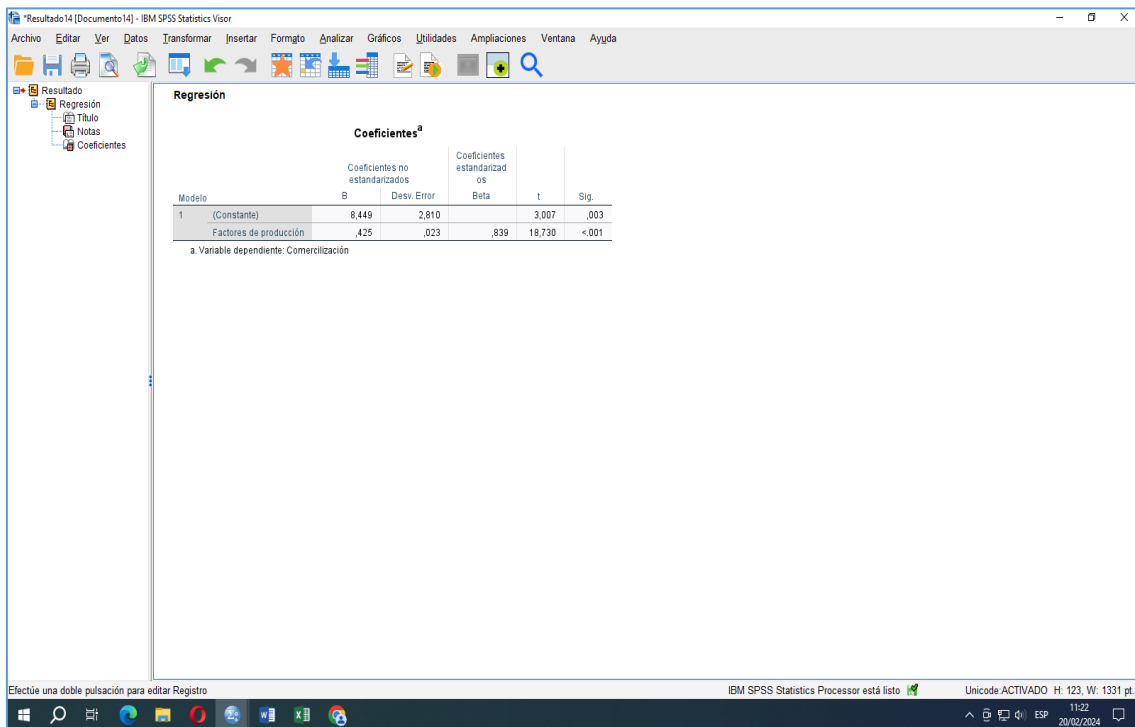 *Resultado14 [Documento14] - IBM SPSS Statistics Visor
Archivo Editar Ver Datos Transformar Insertar Formato Analizar Gráficos Utilidades Ampliaciones Ventana Ayuda
Resultado
Regresión
Título
Notas
Coeficientes
Regresión
Coeficientesa
Modelo
Coeficientes no estandarizados
Coeficientes estandarizados
B Desv. Error Beta t Sig.
1 (Constante) 8,449 2,810 3,007 ,003
Factores de producción ,425 ,023 ,839 18,730 <.001
a. Variable dependiente: Comercilización
Efectúe una doble pulsación para editar Registro
IBM SPSS Statistics Processor está listo
Unicode:ACTIVADO H: 123, W: 1331 pt.
ESP
11:22
20/02/2024